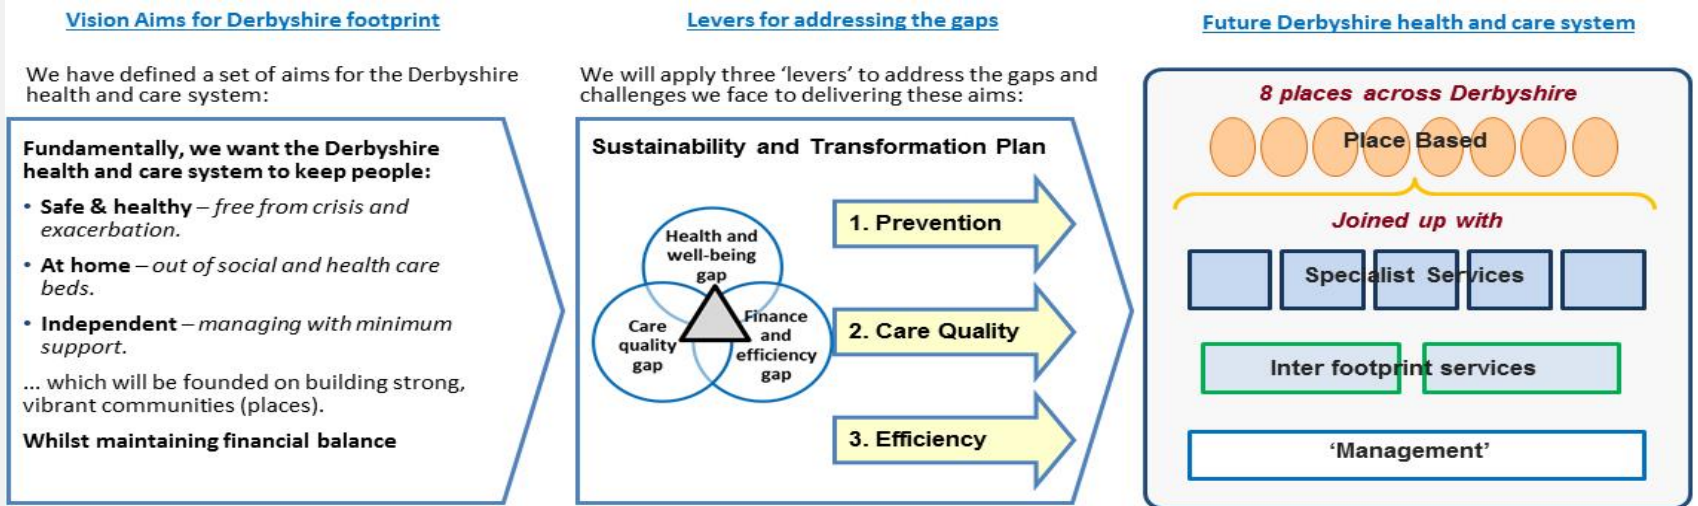 Vision Aims for Derbyshire footprint
We have defined a set of aims for the Derbyshire
health and care system:
Fundamentally, we want the Derbyshire
health and care system to keep people:
• Safe & healthy – free from crisis and
exacerbation.
• At home – out of social and health care
beds.
• Independent – managing with minimum
support.
... which will be founded on building strong,
vibrant communities (places).
Whilst maintaining financial balance
Levers for addressing the gaps
We will apply three ‘levers’ to address the gaps and
challenges we face to delivering these aims:
Sustainability and Transformation Plan
Health and
well-being
gap
Care
quality
gap
Finance
and
efficiency
gap
1. Prevention
2. Care Quality
3. Efficiency
Future Derbyshire health and care system
8 places across Derbyshire
Place Based
Joined up with
Specialist Services
Inter footprint services
‘Management’